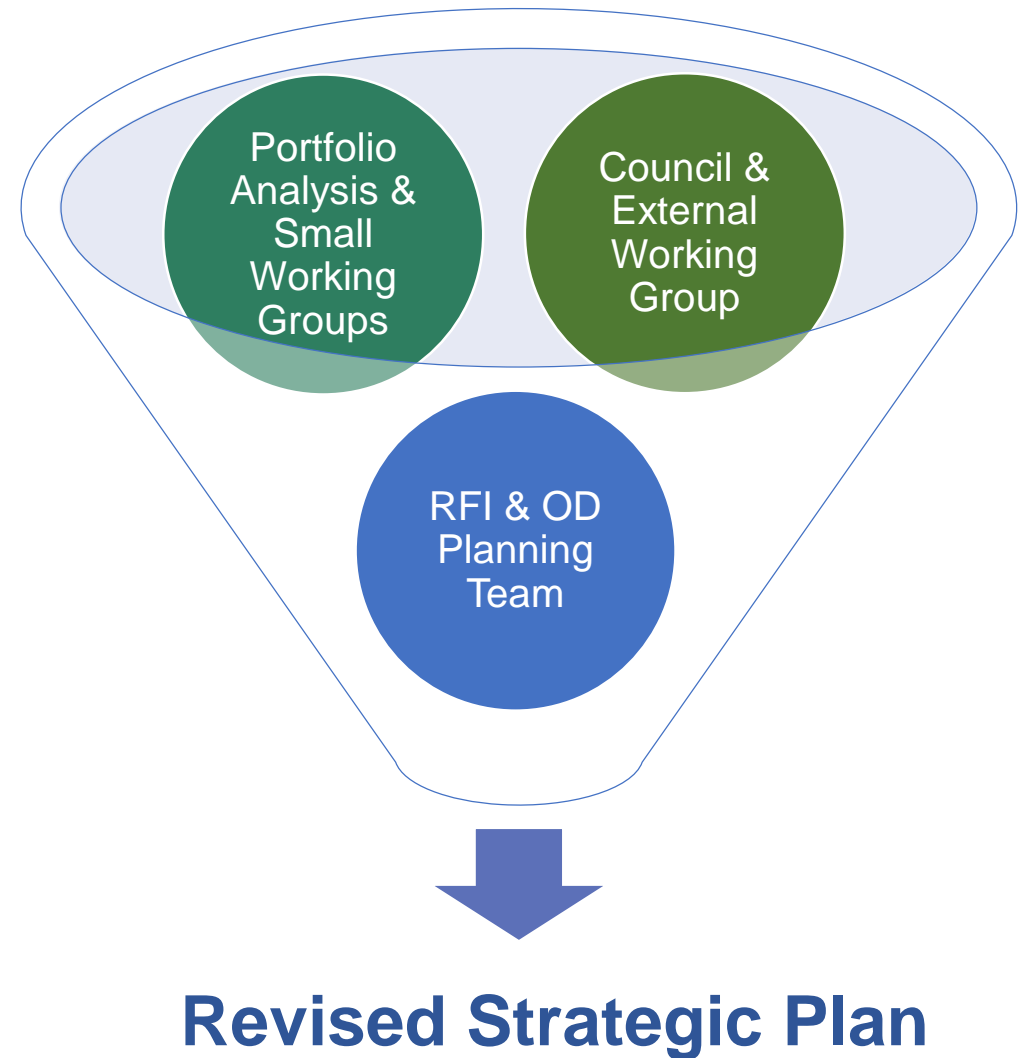 Portfolio
Analysis &
Small
Working
Groups
Council &
External
Working
Group
RFI & OD
Planning
Team
Revised Strategic Plan